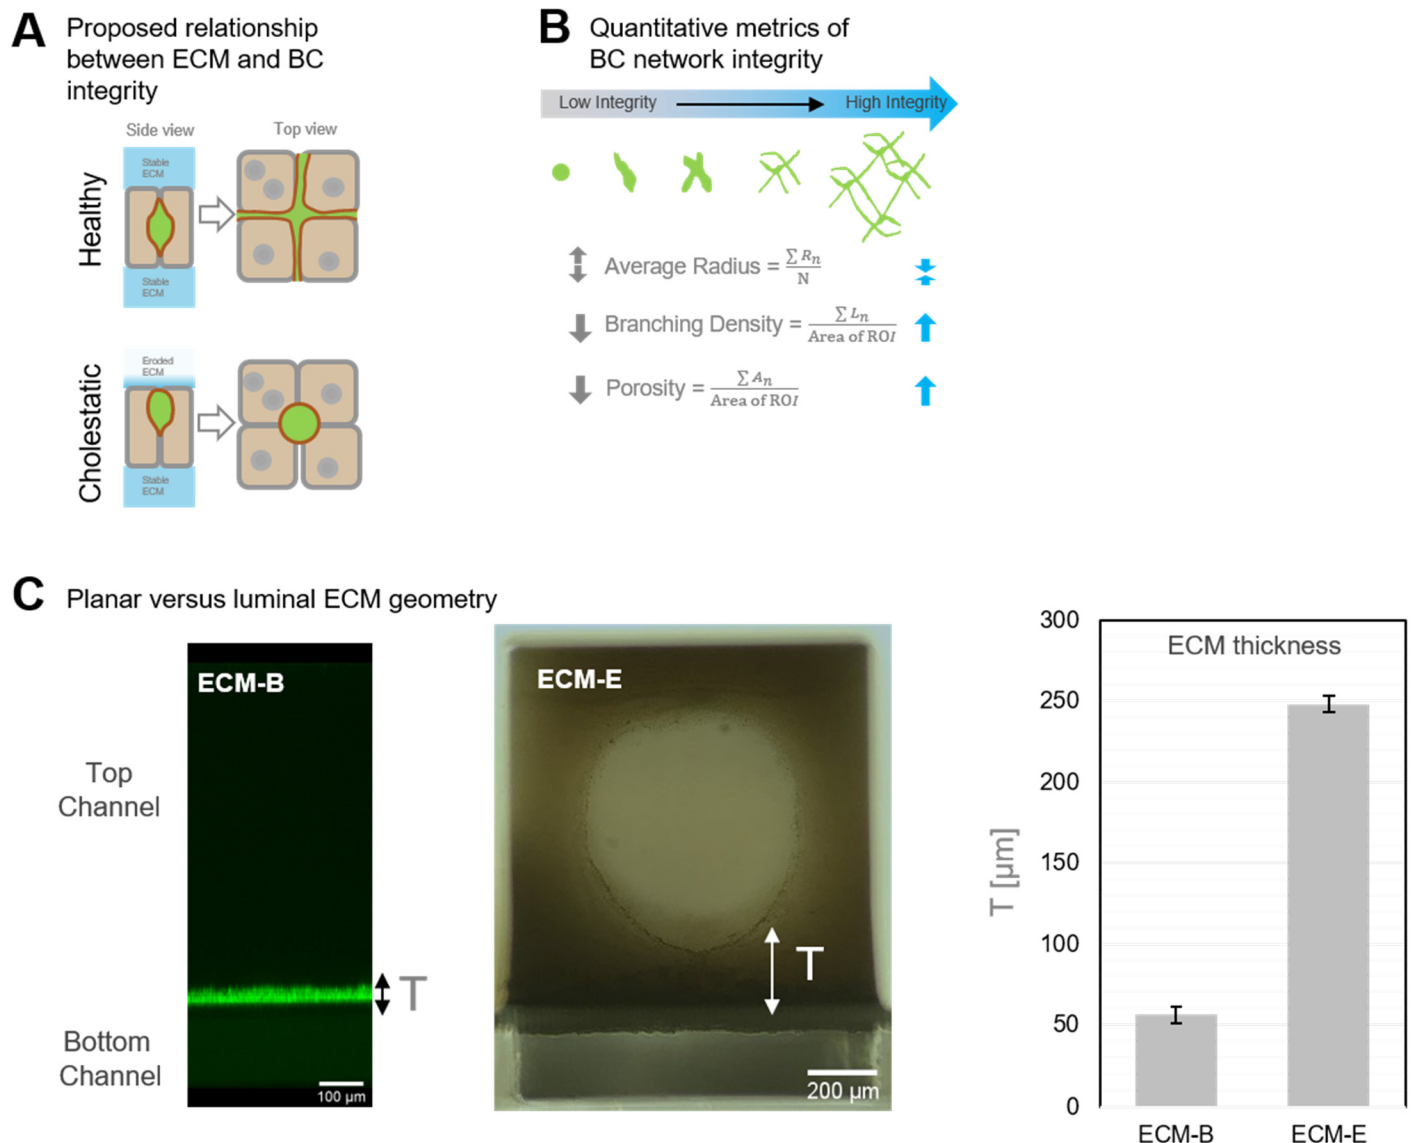 A
Proposed relationship
between ECM and BC
integrity
Side view
Top view
Healthy
Stable
ECM
Stable
ECM
Cholestatic
Eroded
ECM
Stable
ECM
B
Quantitative metrics of
BC network integrity
Low Integrity
High Integrity
Average Radius = ∑ Rn / N
Branching Density = ∑ Ln / Area of ROI
Porosity = ∑ An / Area of ROI
C
Planar versus luminal ECM geometry
ECM-B
Top
Channel
T
Bottom
Channel
100 µm
ECM-E
T
200 µm
ECM thickness
T [µm]
300
250
200
150
100
50
0
ECM-B
ECM-E